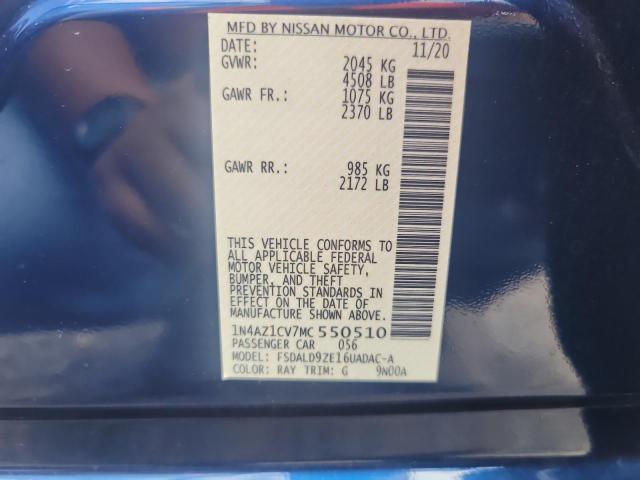 MFD BY NISSAN MOTOR CO., LTD.
DATE: 11/20
GVWR: 2045 KG
4508 LB
GAWR FR.: 1075 KG
2370 LB
GAWR RR.: 985 KG
2172 LB
THIS VEHICLE CONFORMS TO
ALL APPLICABLE FEDERAL
MOTOR VEHICLE SAFETY,
BUMPER, AND THEFT
PREVENTION STANDARDS IN
EFFECT ON THE DATE OF
MANUFACTURE SHOWN ABOVE.
1N4AZ1CV7MC 550510
PASSENGER CAR 056
MODEL: FSDALD9ZE16UADAC-A
COLOR: RAY TRIM: G 9N00A